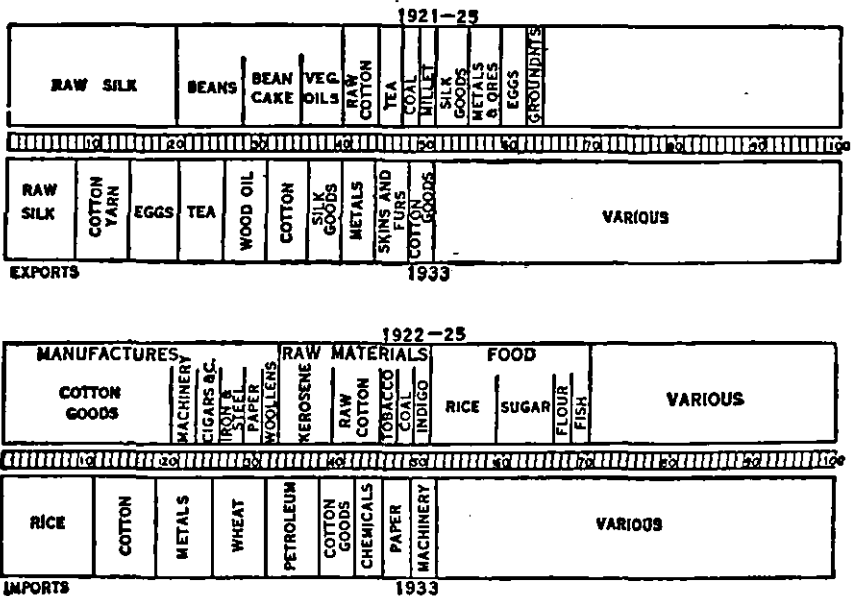 1921-25
RAW SILK
BEANS
BEAN
CAKE
VEG.
OILS
RAW
COTTON
TEA
COAL
MILLET
SILK
GOODS
METALS
& ORES
EGGS
GROUNDNTS
10 20 30 40 50 60 70 80 90 100
RAW
SILK
COTTON
YARN
EGGS
TEA
WOOD OIL
COTTON
SILK
GOODS
METALS
SKINS AND
FURS
COTTON
GOODS
VARIOUS
EXPORTS
1933
1922-25
MANUFACTURES
RAW MATERIALS
FOOD
COTTON
GOODS
MACHINERY
CIGARS &C.
IRON &
STEEL
PAPER
WOOLLENS
KEROSENE
RAW
COTTON
TOBACCO
COAL
INDIGO
RICE
SUGAR
FLOUR
FISH
VARIOUS
10 20 30 40 50 60 70 80 90 100
RICE
COTTON
METALS
WHEAT
PETROLEUM
COTTON
GOODS
CHEMICALS
PAPER
MACHINERY
VARIOUS
IMPORTS
1933